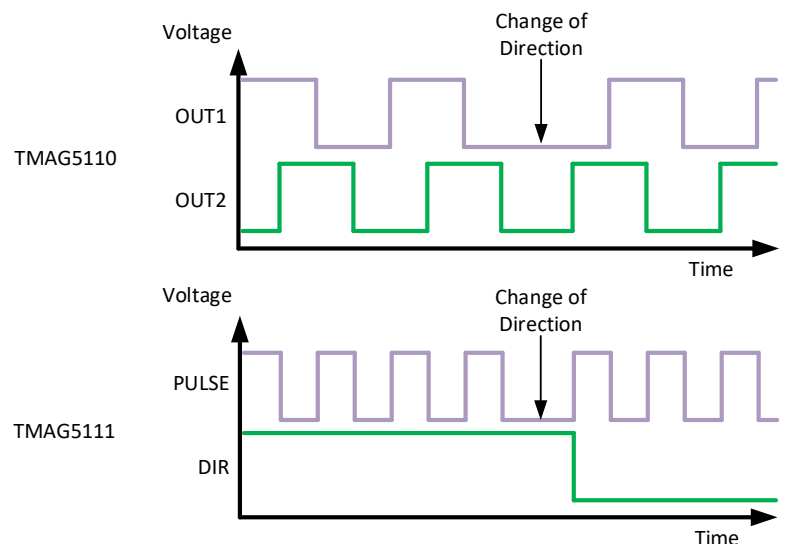 Voltage
Change of
Direction
OUT1
TMAG5110
OUT2
Time
Voltage
Change of
Direction
PULSE
TMAG5111
DIR
Time